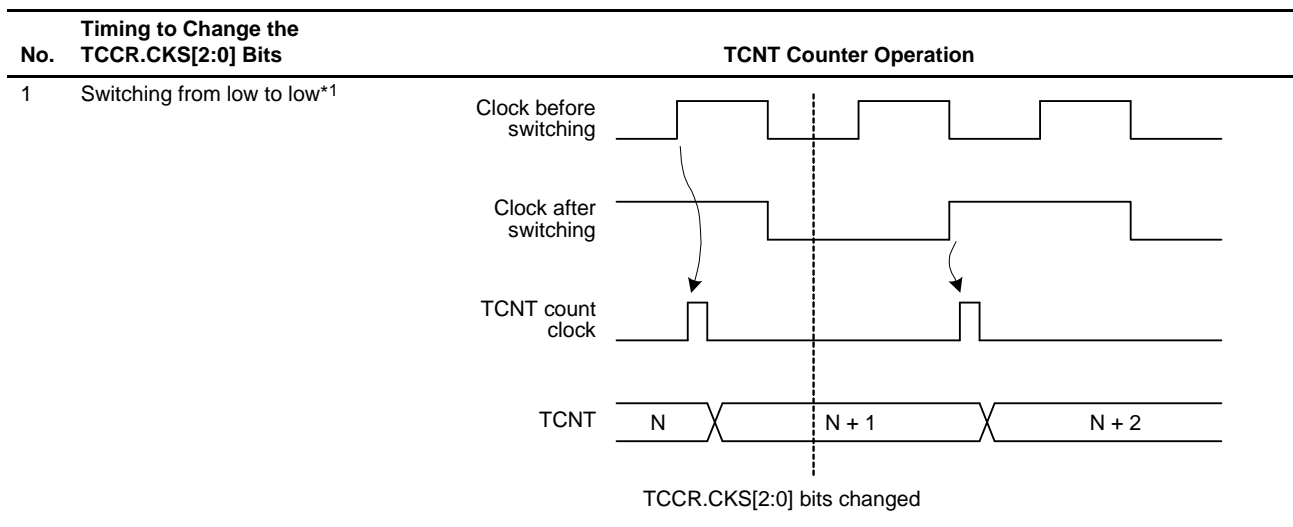 No.
Timing to Change the
TCCR.CKS[2:0] Bits
TCNT Counter Operation
1
Switching from low to low*1
Clock before
switching
Clock after
switching
TCNT count
clock
TCNT
N
N + 1
N + 2
TCCR.CKS[2:0] bits changed